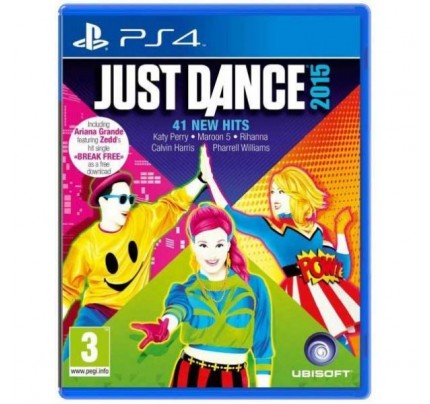 PS4
JUST DANCE 2015
41 NEW HITS
Katy Perry • Maroon 5 • Rihanna
Calvin Harris Pharrell Williams
Including
Ariana Grande
featuring Zedd's
hit single
«BREAK FREE»
as a free
download
POW!
3
www.pegi.info
UBISOFT